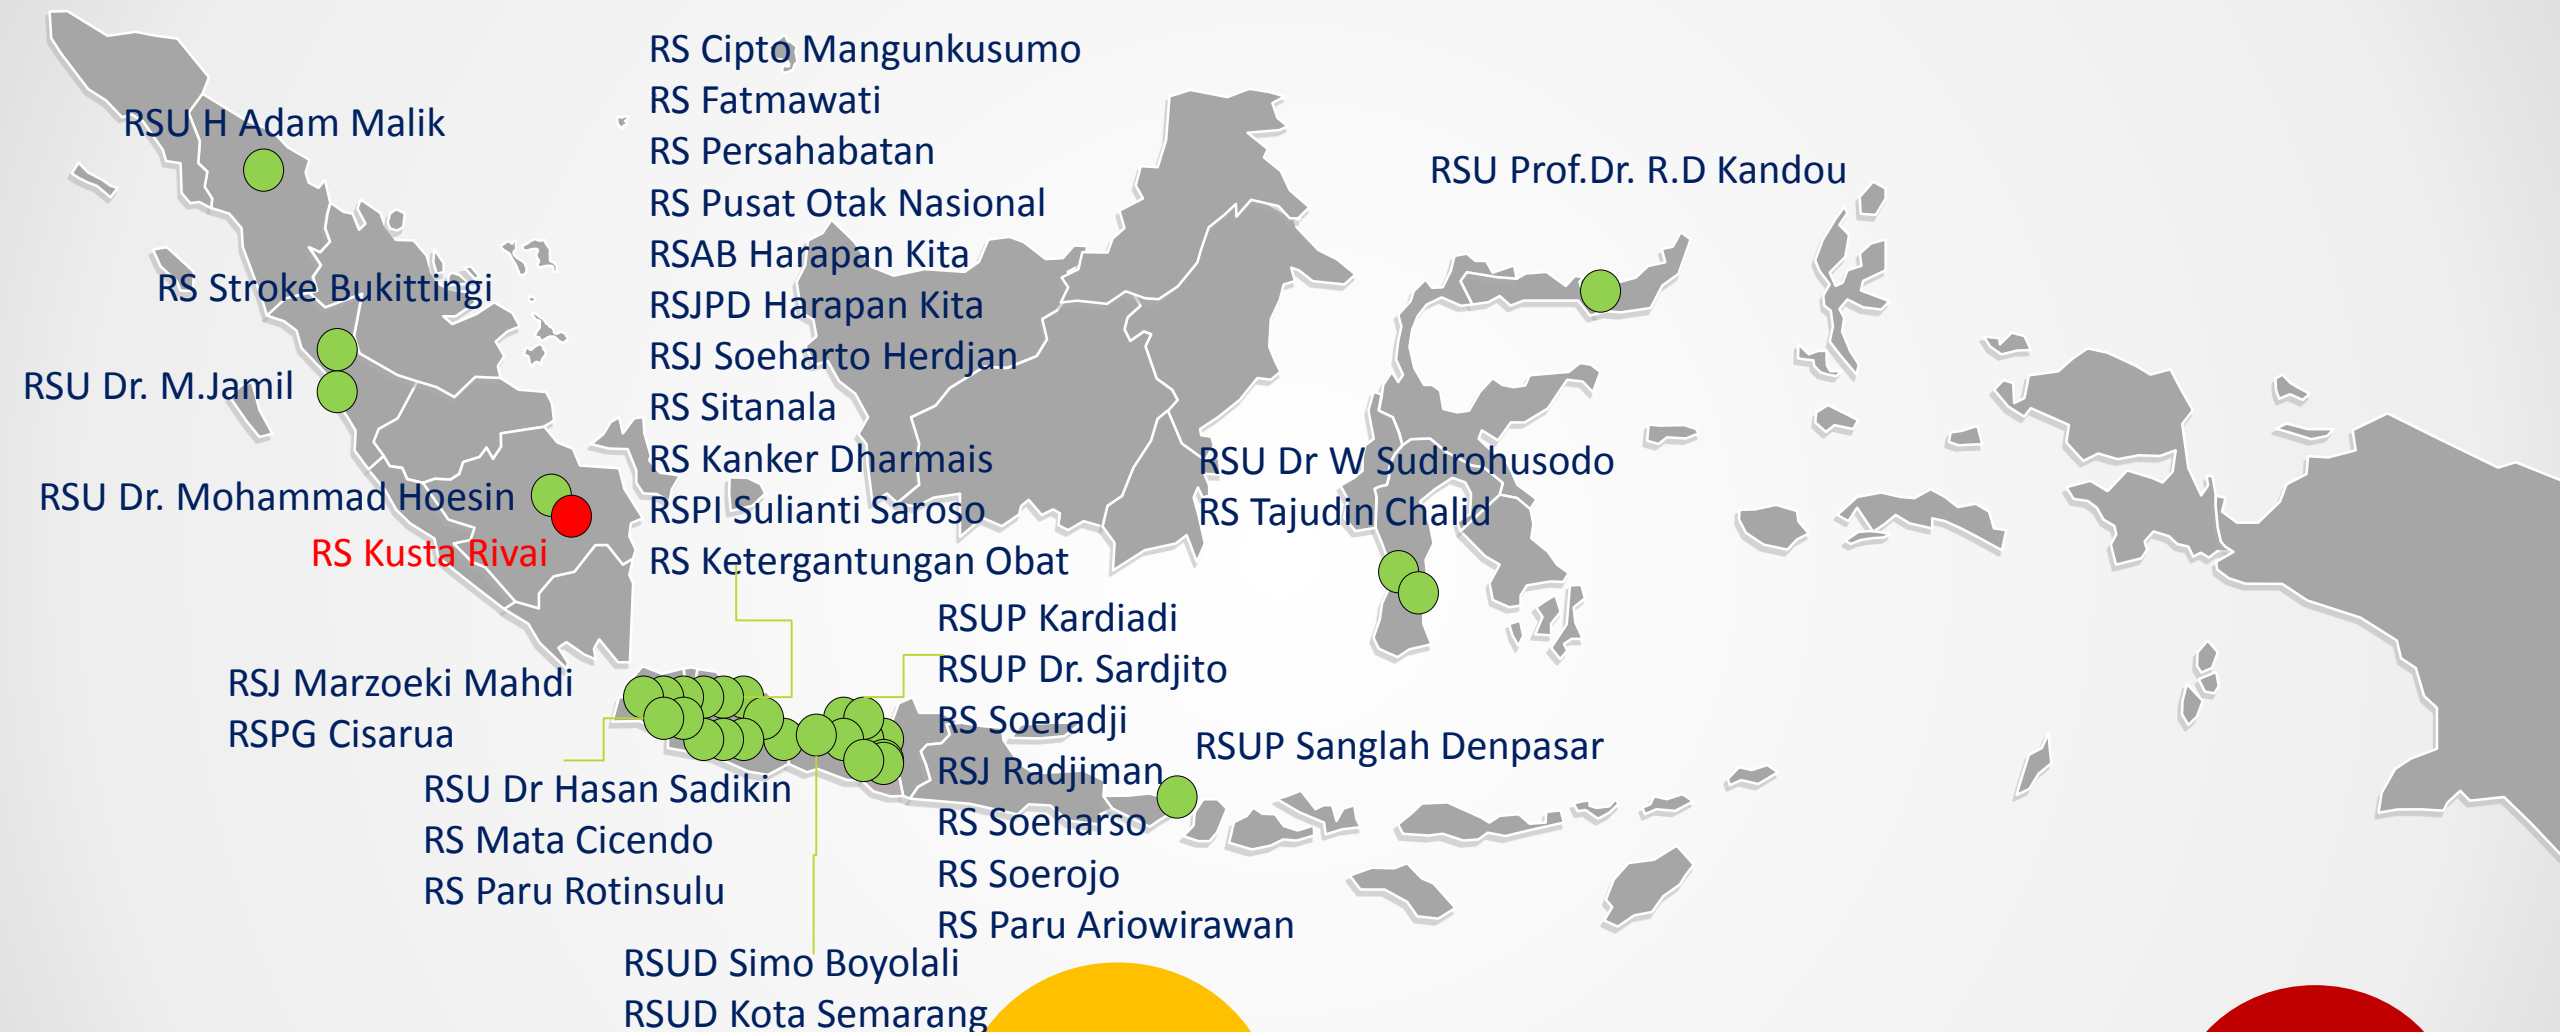 RSU H Adam Malik
RS Stroke Bukittingi
RSU Dr. M.Jamil
RSU Dr. Mohammad Hoesin
RS Kusta Rivai
RS Cipto Mangunkusumo
RS Fatmawati
RS Persahabatan
RS Pusat Otak Nasional
RSAB Harapan Kita
RSJPD Harapan Kita
RSJ Soeharto Herdjan
RS Sitanala
RS Kanker Dharmais
RSPI Sulianti Saroso
RS Ketergantungan Obat
RSU Prof.Dr. R.D Kandou
RSU Dr W Sudirohusodo
RS Tajudin Chalid
RSJ Marzoeki Mahdi
RSPG Cisarua
RSU Dr Hasan Sadikin
RS Mata Cicendo
RS Paru Rotinsulu
RSUP Kardiadi
RSUP Dr. Sardjito
RS Soeradji
RSJ Radjiman
RS Soeharso
RS Soerojo
RS Paru Ariowirawan
RSUP Sanglah Denpasar
RSUD Simo Boyolali
RSUD Kota Semarang